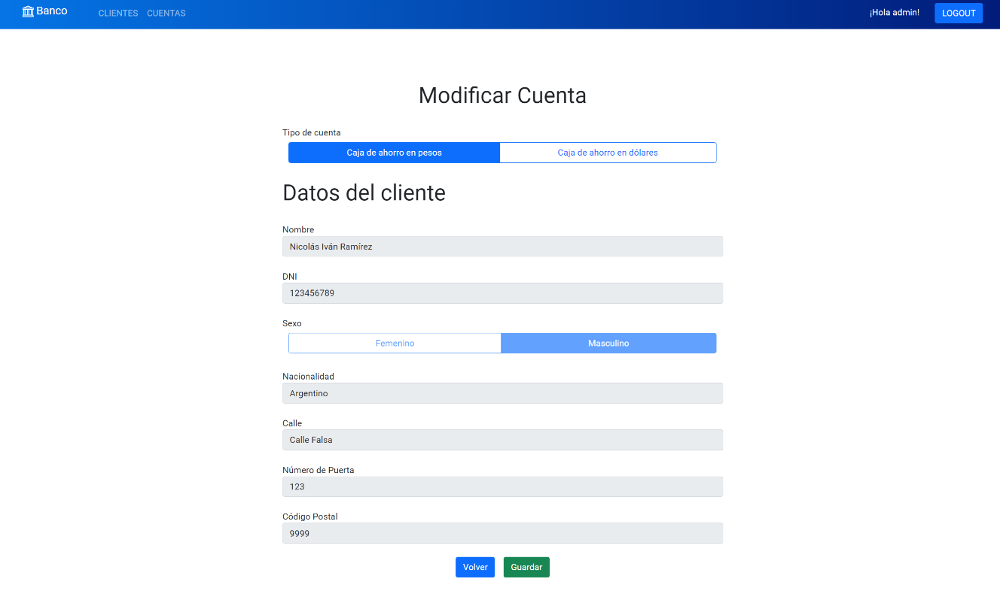 Banco CLIENTES CUENTAS ¡Hola admin! LOGOUT
Modificar Cuenta
Tipo de cuenta
Caja de ahorro en pesos Caja de ahorro en dólares
Datos del cliente
Nombre
Nicolás Iván Ramírez
DNI
123456789
Sexo
Femenino Masculino
Nacionalidad
Argentino
Calle
Calle Falsa
Número de Puerta
123
Código Postal
9999
Volver Guardar